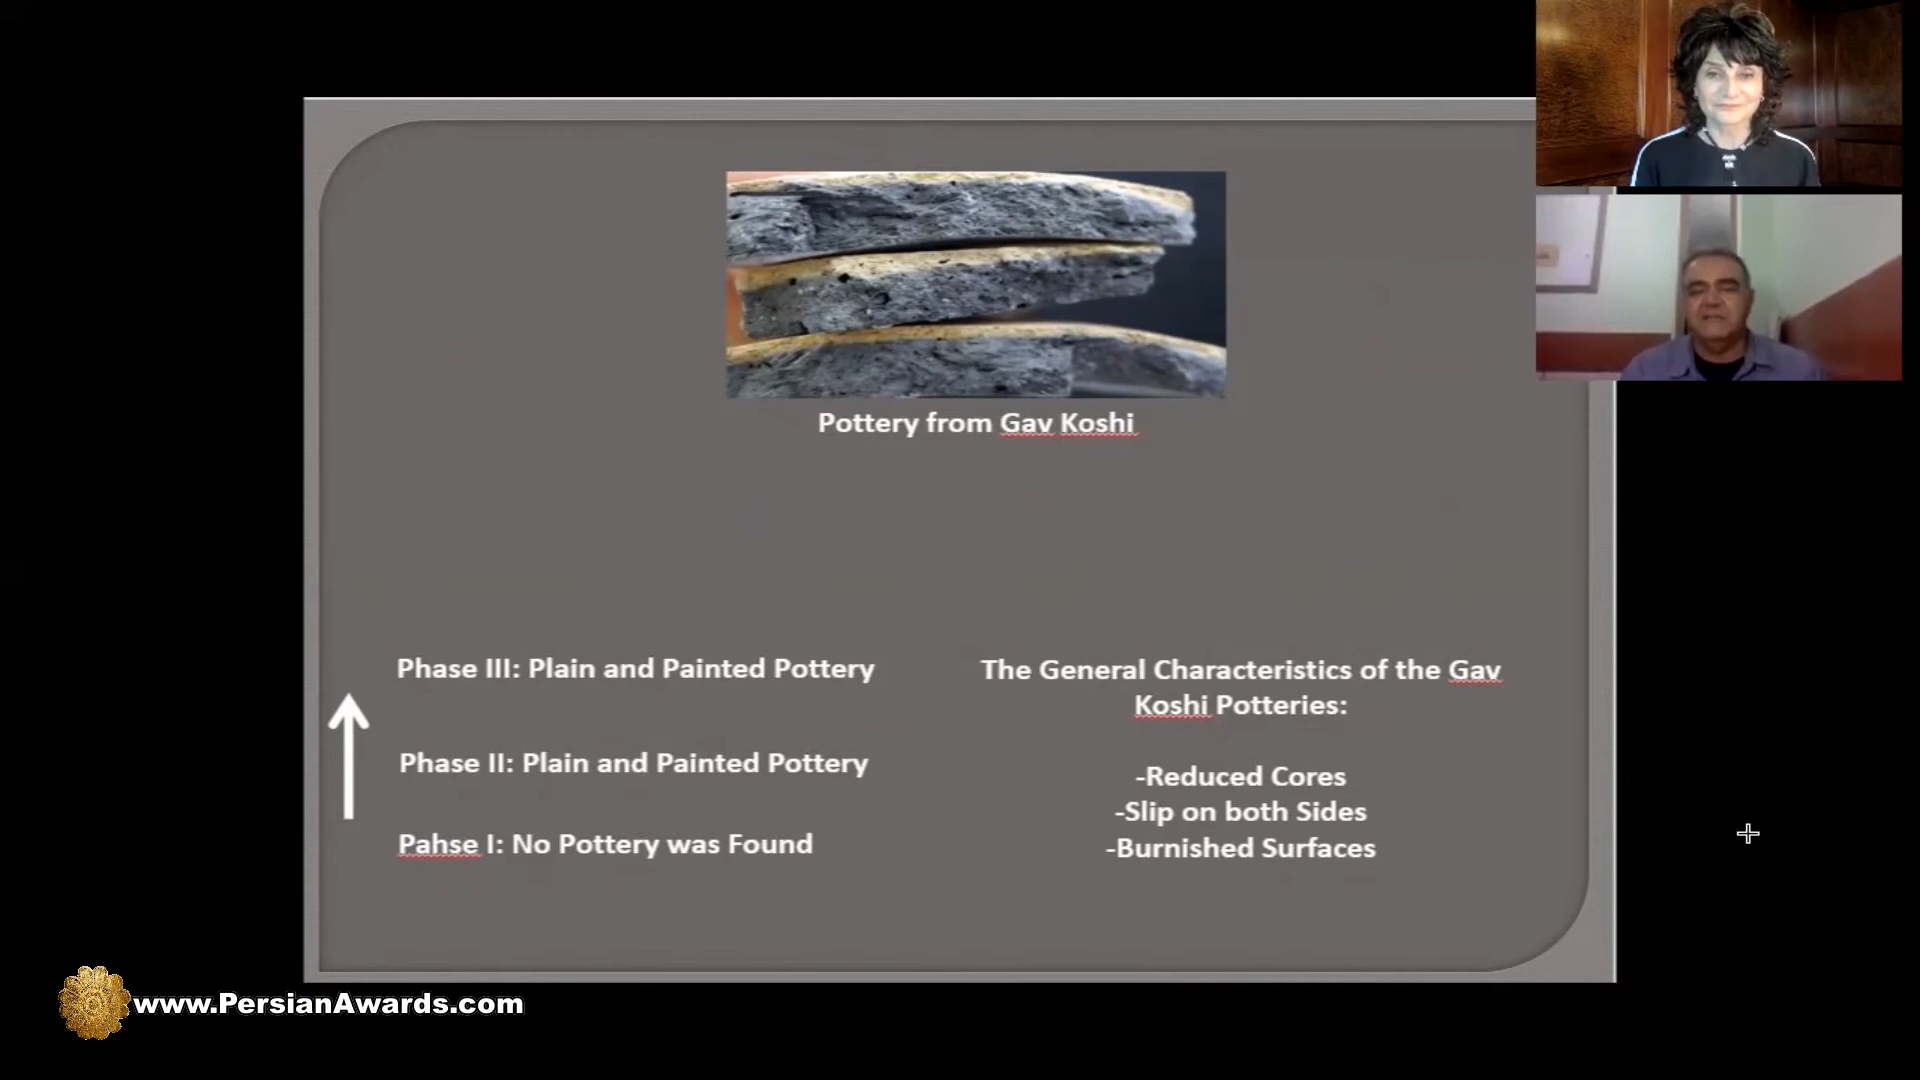 Pottery from Gav Koshi
Phase III: Plain and Painted Pottery
Phase II: Plain and Painted Pottery
Pahse I: No Pottery was Found
The General Characteristics of the Gav
Koshi Potteries:
-Reduced Cores
-Slip on both Sides
-Burnished Surfaces
www.PersianAwards.com